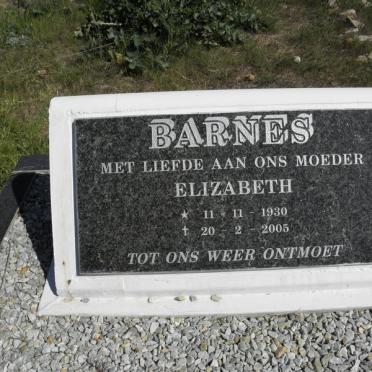 BARNES
MET LIEFDE AAN ONS MOEDER
ELIZABETH
★ 11 - 11 - 1930
✝ 20 - 2 - 2005
TOT ONS WEER ONTMOET